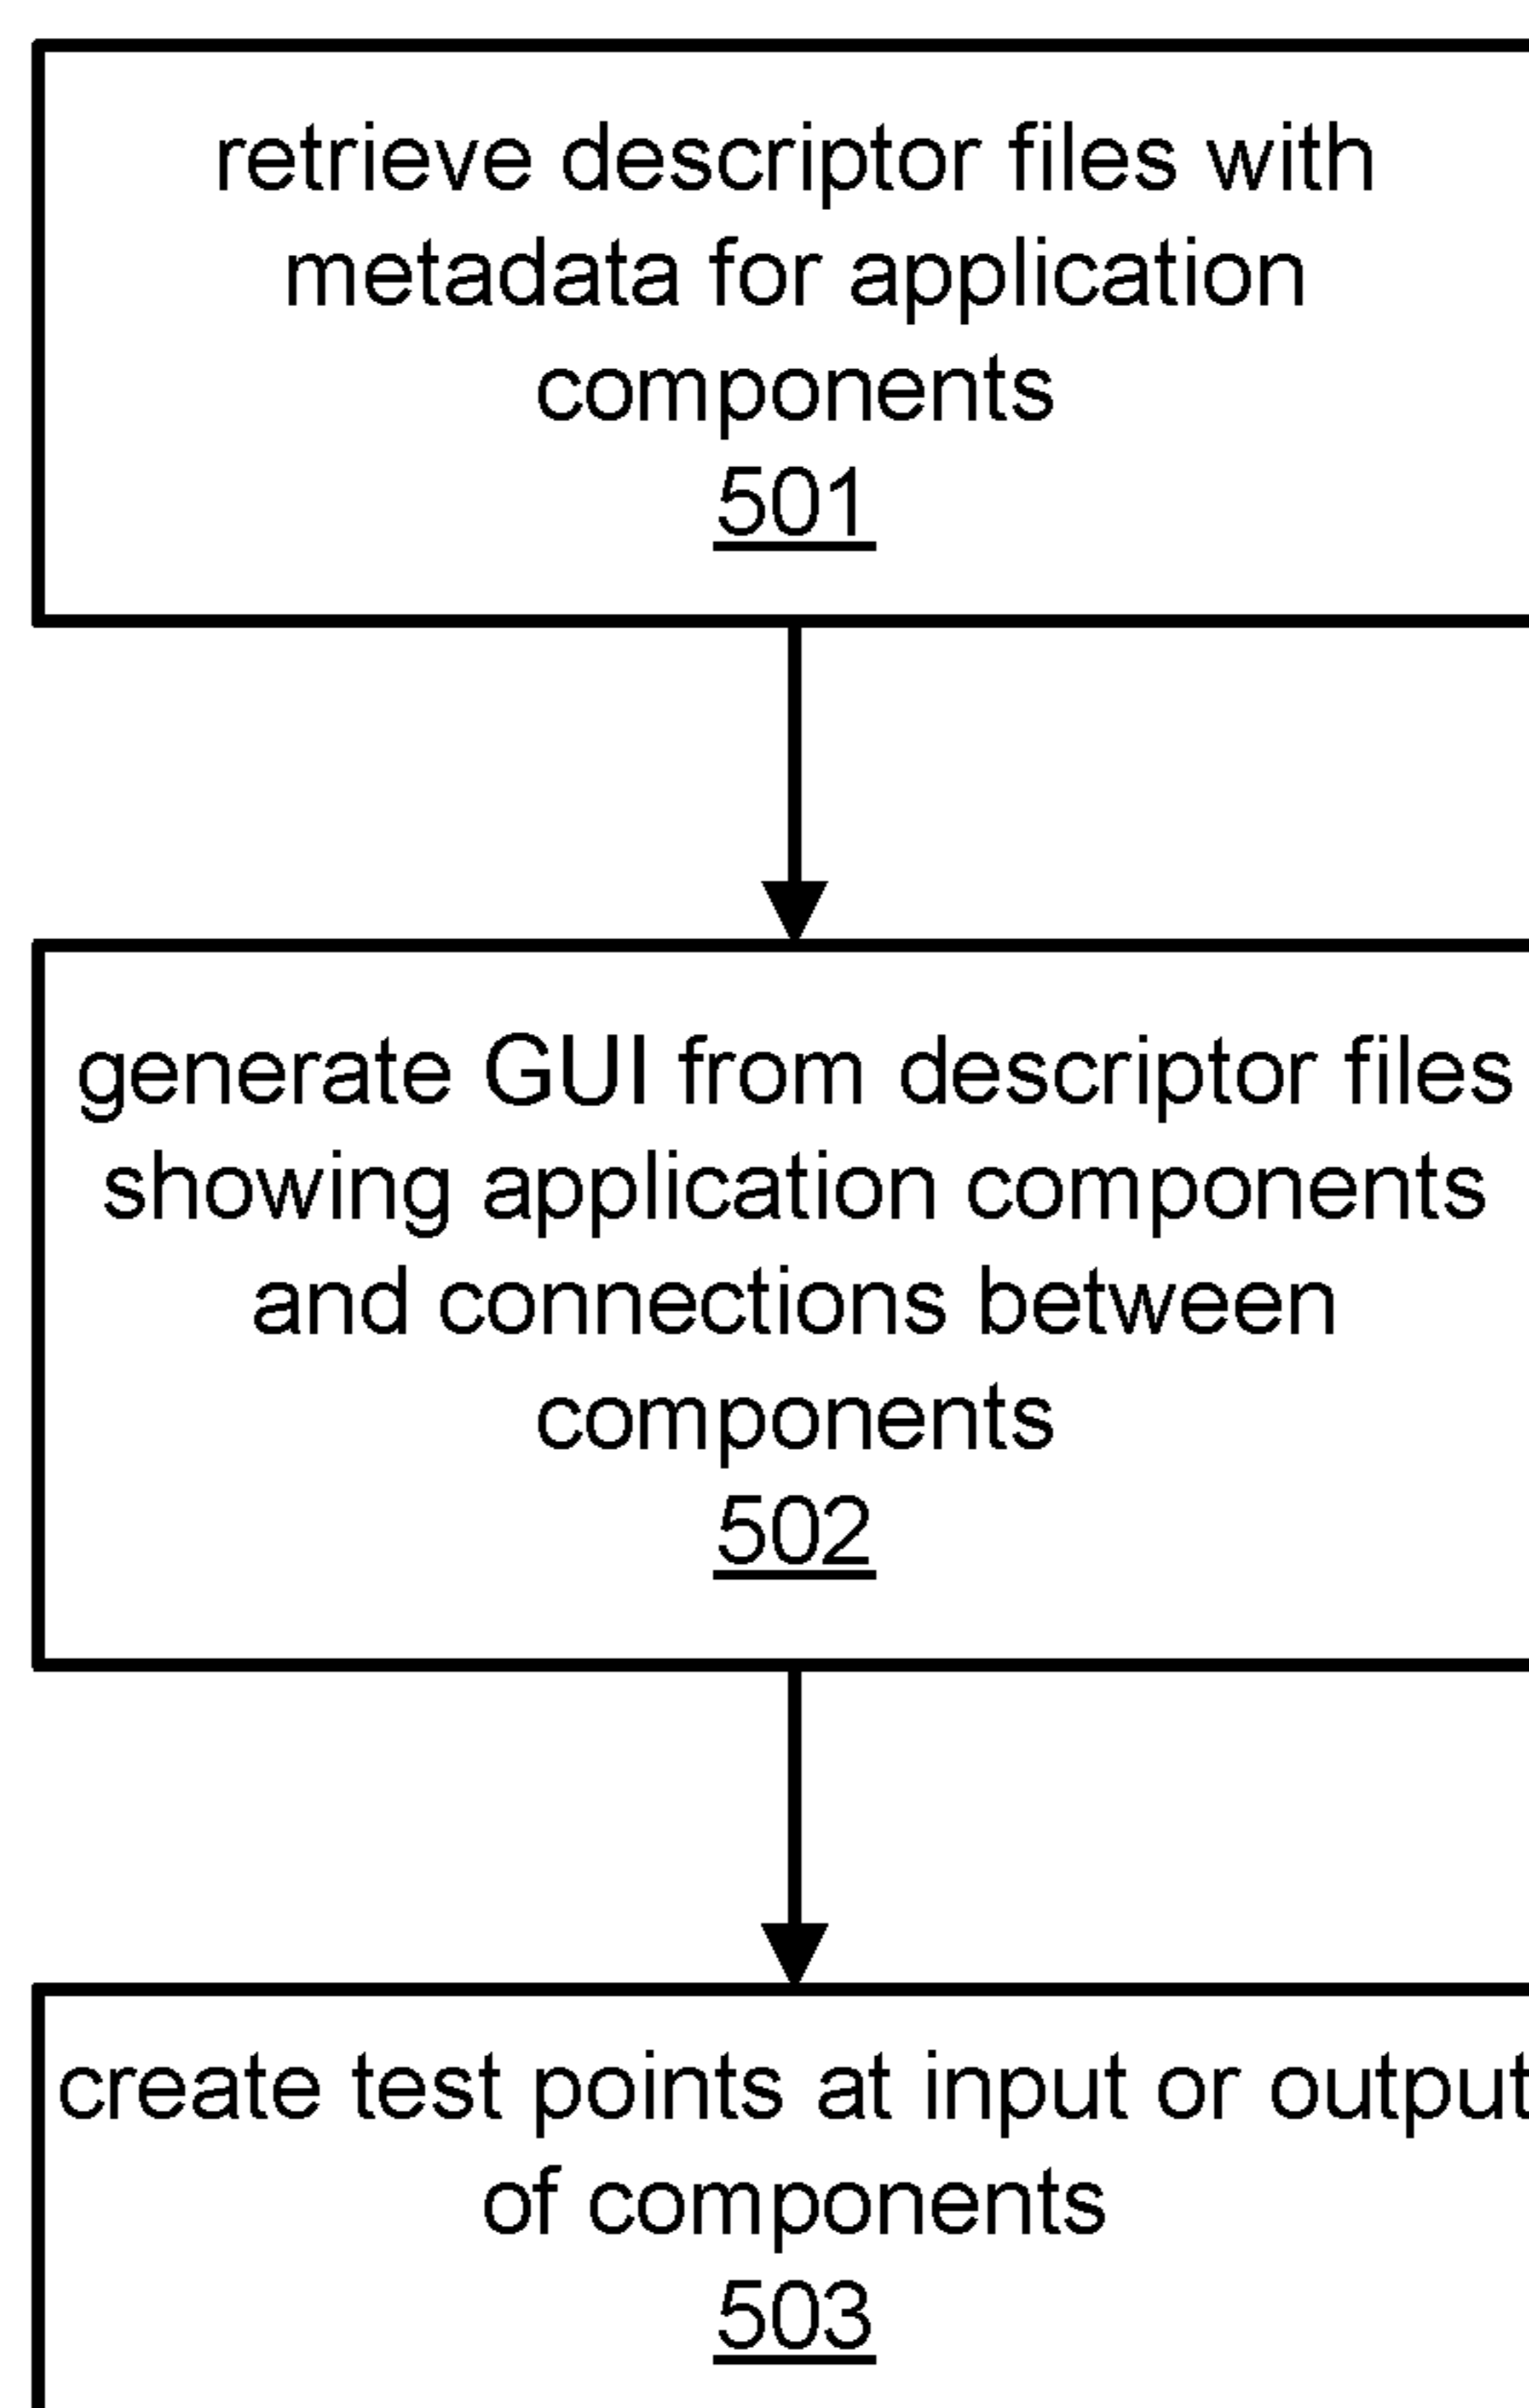 retrieve descriptor files with
metadata for application
components
501
generate GUI from descriptor files
showing application components
and connections between
components
502
create test points at input or output
of components
503